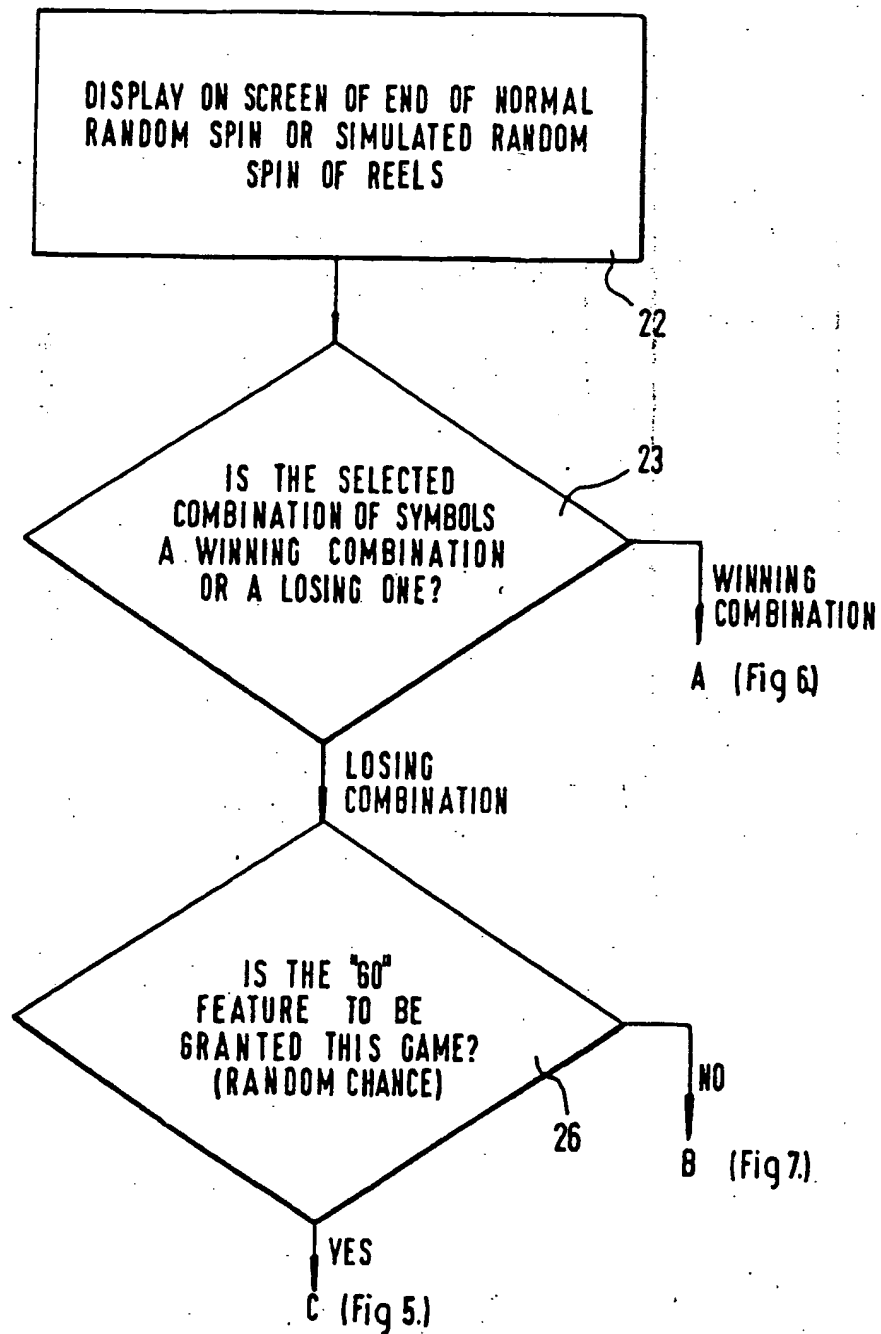 DISPLAY ON SCREEN OF END OF NORMAL
RANDOM SPIN OR SIMULATED RANDOM
SPIN OF REELS
22
IS THE SELECTED
COMBINATION OF SYMBOLS
A WINNING COMBINATION
OR A LOSING ONE?
23
WINNING
COMBINATION
A (Fig 6.)
LOSING
COMBINATION
IS THE "GO"
FEATURE TO BE
GRANTED THIS GAME?
(RANDOM CHANCE)
26
NO
B (Fig 7.)
YES
C (Fig 5.)